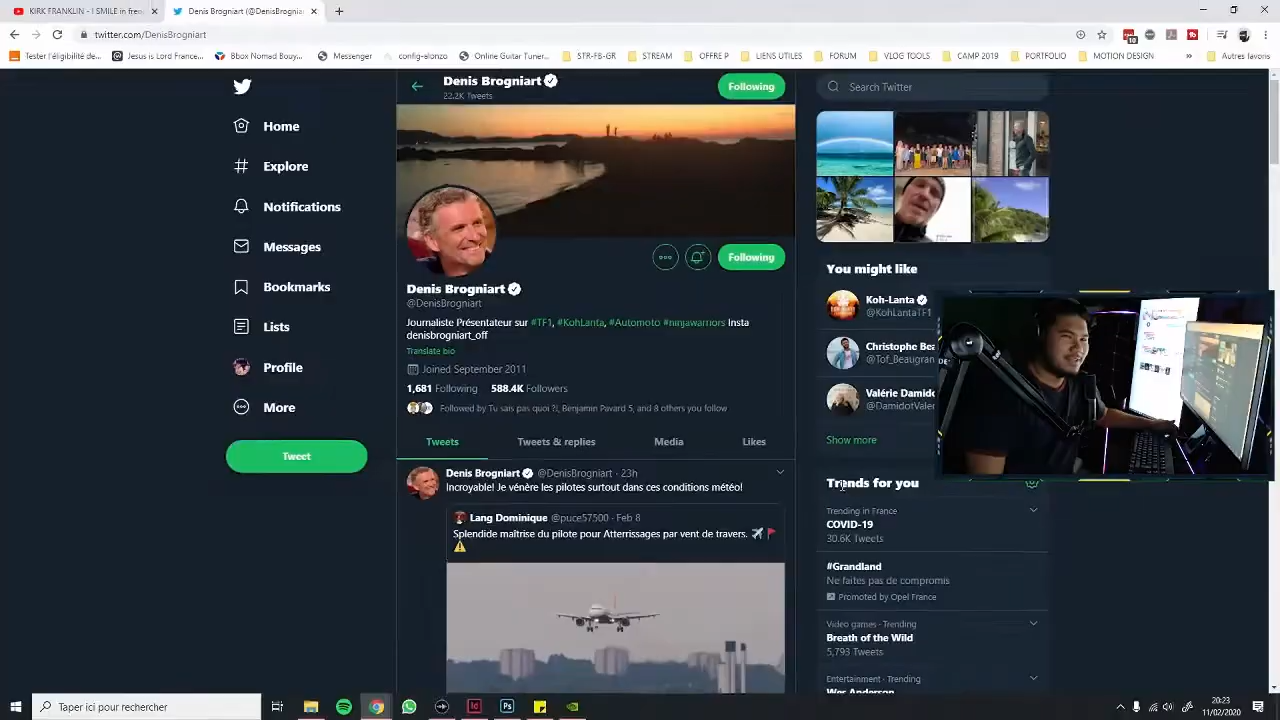 KIRK FRANKLIN - I SMILE in fren
Denis Brogniart (@DenisBrogniar
twitter.com/DenisBrogniart
10
Tester l'éligibilité de...
Jesus is Lord France...
Bbox Nomad Bouy...
Messenger
config-alonzo
Online Guitar Tuner...
STR-FB-GR
STREAM
OFFRE P
LIENS UTILES
FORUM
VLOG TOOLS
CAMP 2019
PORTFOLIO
MOTION DESIGN
»
Autres favoris
Home
Explore
Notifications
Messages
Bookmarks
Lists
Profile
More
Tweet
Denis Brogniart
22.2K Tweets
Following
Following
Denis Brogniart
@DenisBrogniart
Journaliste Présentateur sur #TF1, #KohLanta, #Automoto #ninjawarriors Insta
denisbrogniart_off
Translate bio
Joined September 2011
1,681 Following 588.4K Followers
Followed by Tu sais pas quoi ?!, Benjamin Pavard 5, and 8 others you follow
Tweets
Tweets & replies
Media
Likes
Denis Brogniart @DenisBrogniart · 23h
Incroyable! Je vénère les pilotes surtout dans ces conditions météo!
Lang Dominique @puce57500 · Feb 8
Splendide maîtrise du pilote pour Atterrissages par vent de travers. ✈️🚩
⚠️
Search Twitter
You might like
Koh-Lanta
@KohLantaTF1
Christophe Bea
@Tof_Beaugran
Valérie Damido
@DamidotValer
Show more
Trends for you
Trending in France
COVID-19
30.6K Tweets
#Grandland
Ne faites pas de compromis
Promoted by Opel France
Video games · Trending
Breath of the Wild
5,793 Tweets
Entertainment · Trending
Wes Anderson
Taper ici pour rec
20:23
11/02/2020